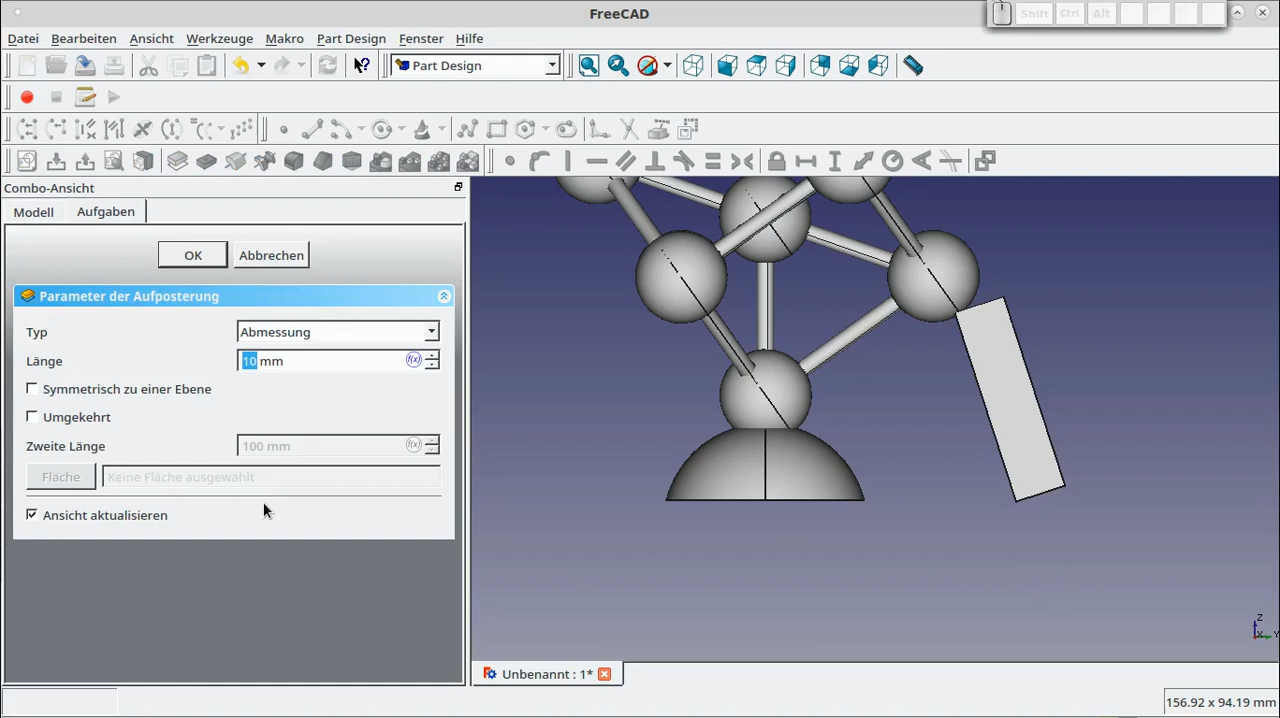 FreeCAD
Shift Ctrl Alt
Datei Bearbeiten Ansicht Werkzeuge Makro Part Design Fenster Hilfe
Part Design
Combo-Ansicht
Modell Aufgaben
OK Abbrechen
Parameter der Aufposterung
Typ Abmessung
Länge 10 mm
Symmetrisch zu einer Ebene
Umgekehrt
Zweite Länge 100 mm
Fläche Keine Fläche ausgewählt
Ansicht aktualisieren
Z
X Y
Unbenannt : 1*
156.92 x 94.19 mm